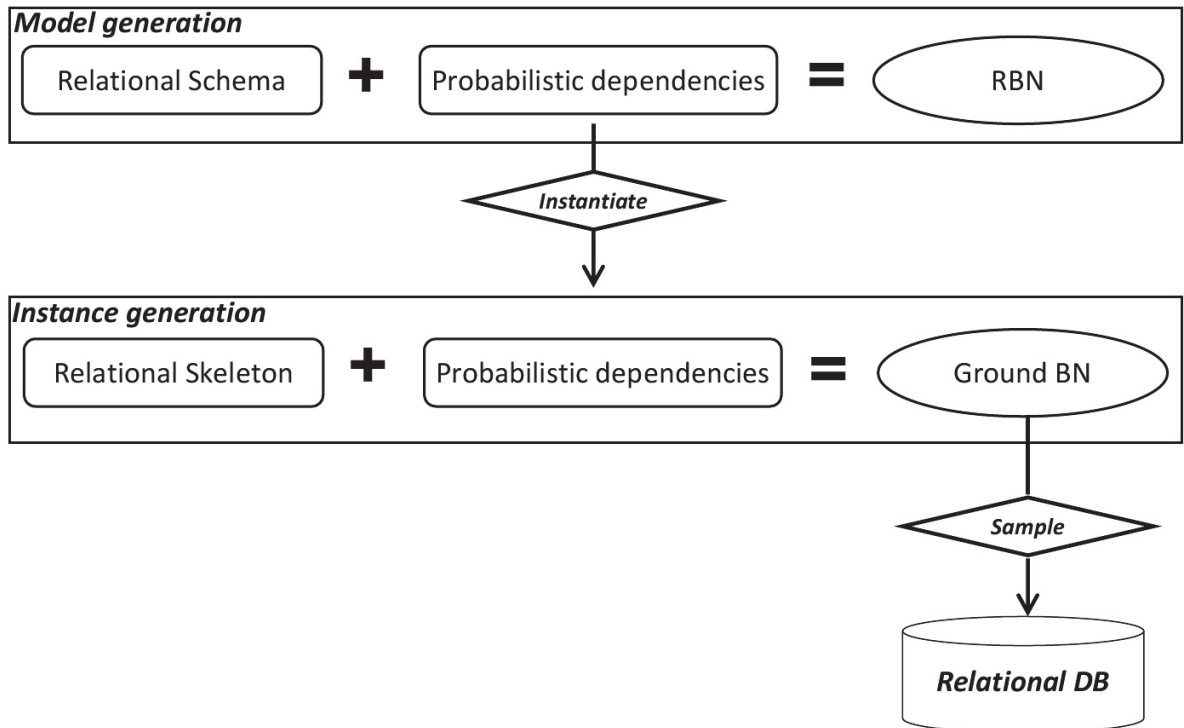 Model generation
Relational Schema + Probabilistic dependencies = RBN
Instantiate
Instance generation
Relational Skeleton + Probabilistic dependencies = Ground BN
Sample
Relational DB